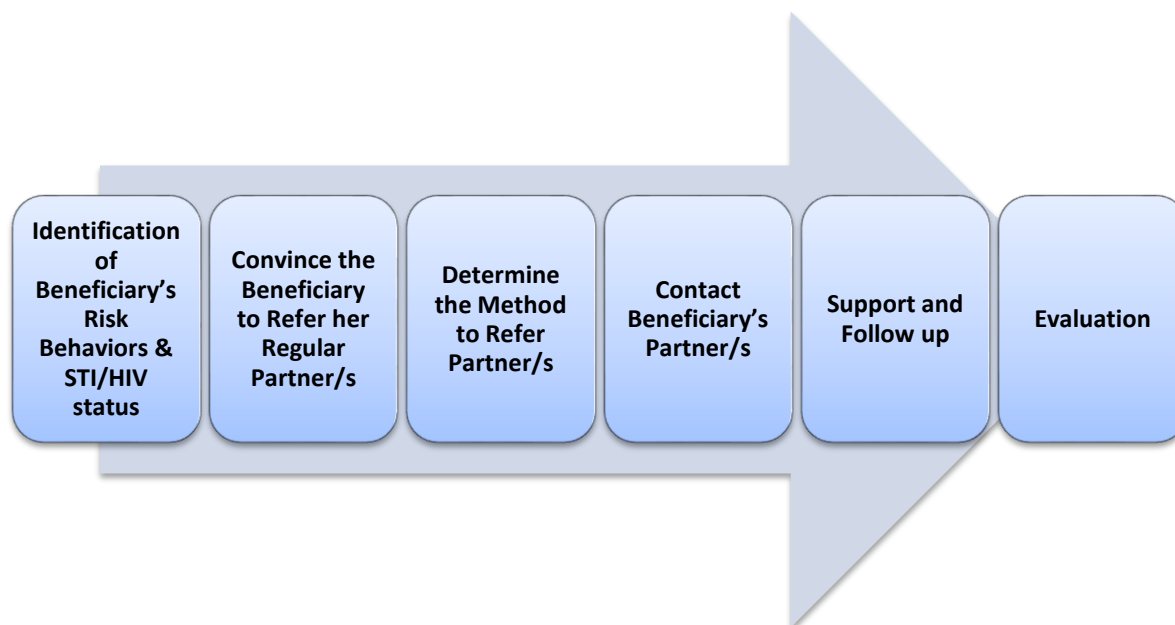 Identification
of
Beneficiary’s
Risk
Behaviors &
STI/HIV
status
Convince the
Beneficiary
to Refer her
Regular
Partner/s
Determine
the Method
to Refer
Partner/s
Contact
Beneficiary’s
Partner/s
Support and
Follow up
Evaluation